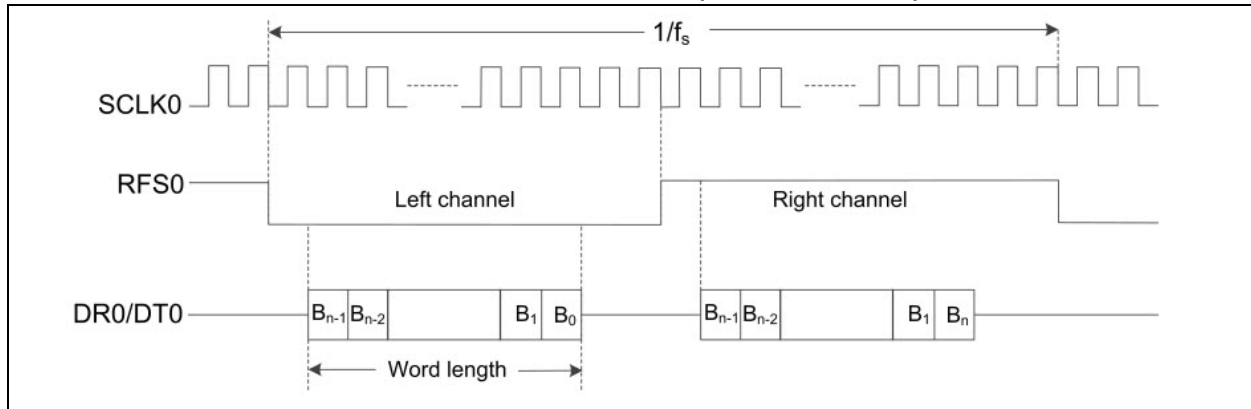 1/fs
SCLK0
RFS0
Left channel
Right channel
DR0/DT0
Bn-1 Bn-2 B1 B0 Bn-1 Bn-2 B1 Bn
Word length